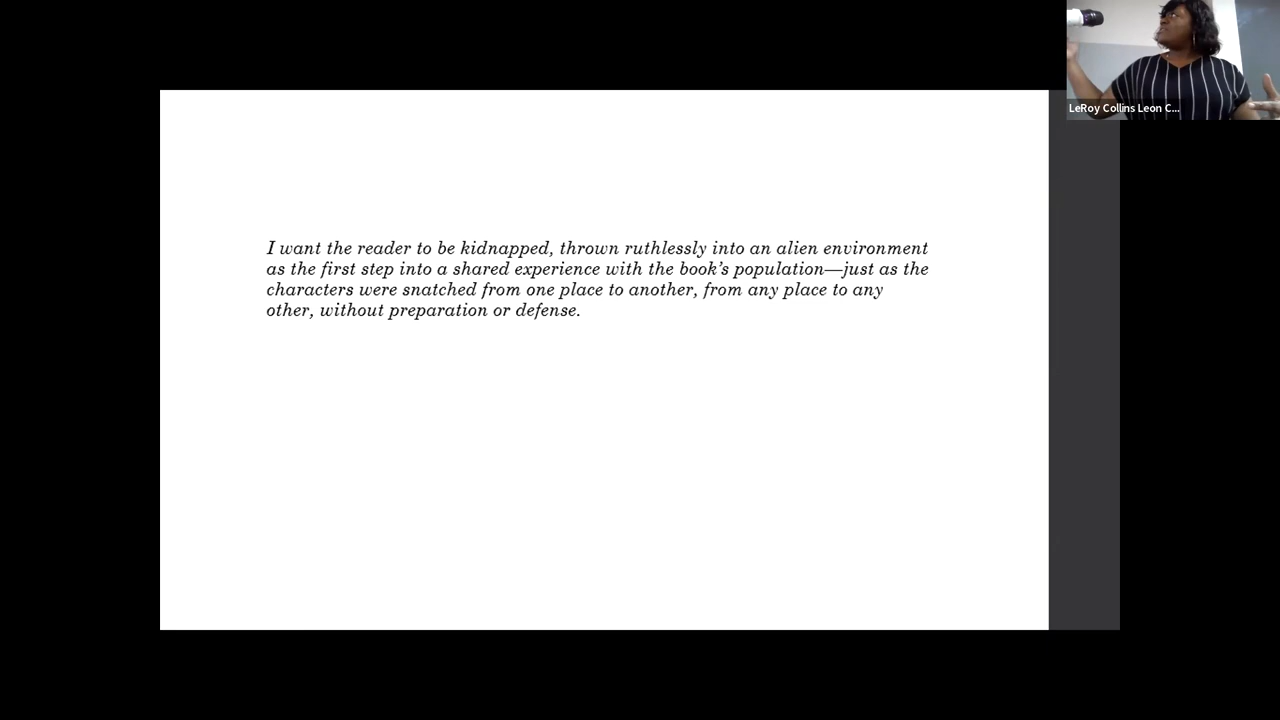 LeRoy Collins Leon C...
I want the reader to be kidnapped, thrown ruthlessly into an alien environment
as the first step into a shared experience with the book’s population—just as the
characters were snatched from one place to another, from any place to any
other, without preparation or defense.